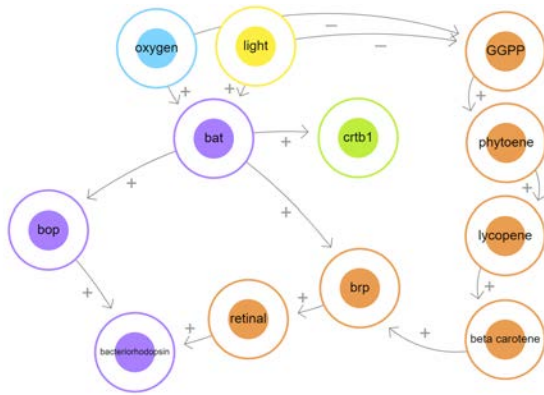 oxygen
light
GGPP
−
−
+
+
+
bat
+
crtb1
phytoene
+
+
+
bop
lycopene
+
+
brp
+
retinal
+
bacteriorhodopsin
+
beta carotene